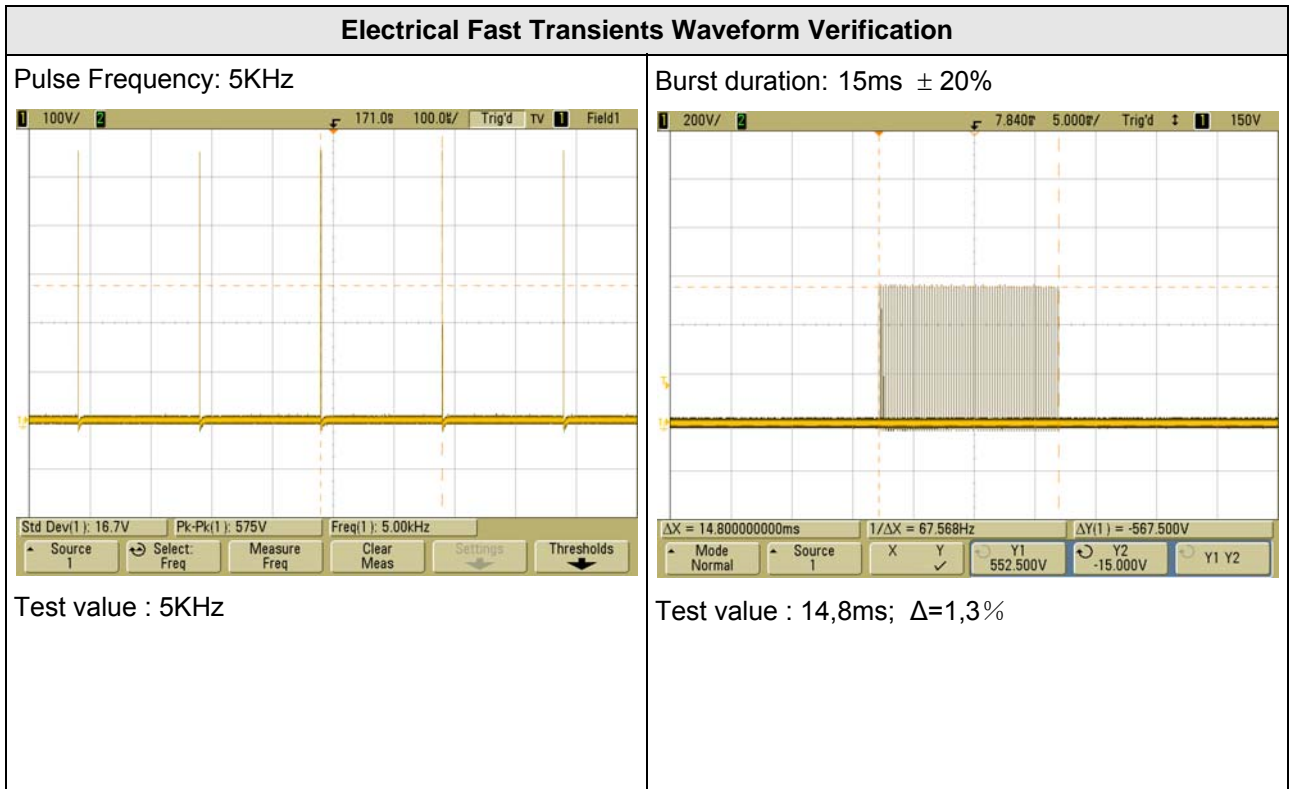 Electrical Fast Transients Waveform Verification
Pulse Frequency: 5KHz
1 100V/ 2 171.0 100.0/ Trig'd TV 1 Field1
Std Dev(1): 16.7V Pk-Pk(1): 575V Freq(1): 5.00kHz
Source 1 Select: Freq Measure Freq Clear Meas Settings Thresholds
Test value : 5KHz
Burst duration: 15ms ± 20%
1 200V/ 2 7.840 5.000/ Trig'd 1 150V
ΔX = 14.800000000ms 1/ΔX = 67.568Hz ΔY(1) = -567.500V
Mode Normal Source 1 X Y ✓ Y1 552.500V Y2 -15.000V Y1 Y2
Test value : 14,8ms; Δ=1,3%